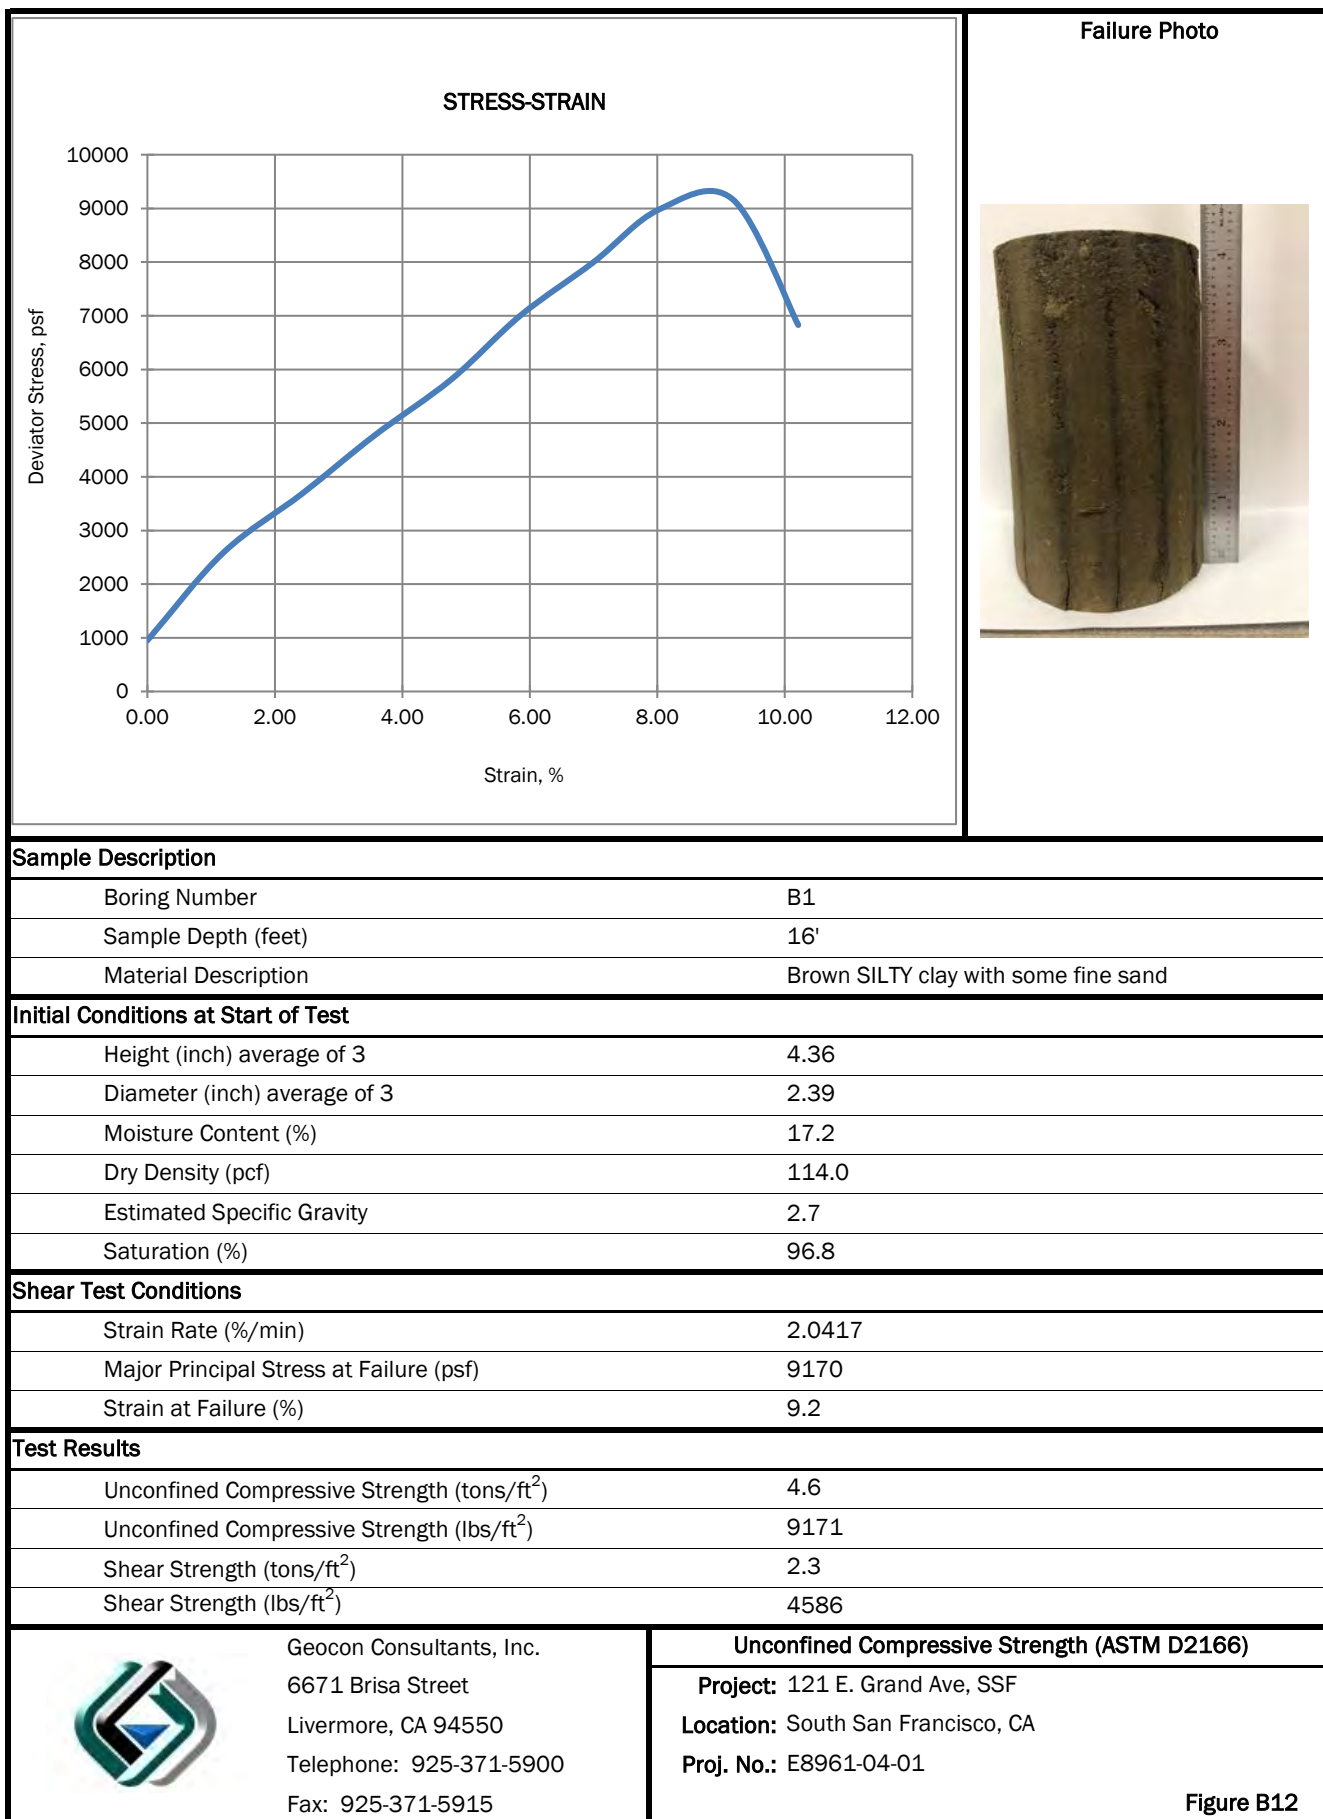 Failure Photo
STRESS-STRAIN
10000
9000
8000
7000
6000
5000
4000
3000
2000
1000
0
Deviator Stress, psf
0.00 2.00 4.00 6.00 8.00 10.00 12.00
Strain, %
4
3
2
1
Sample Description
Boring Number B1
Sample Depth (feet) 16'
Material Description Brown SILTY clay with some fine sand
Initial Conditions at Start of Test
Height (inch) average of 3 4.36
Diameter (inch) average of 3 2.39
Moisture Content (%) 17.2
Dry Density (pcf) 114.0
Estimated Specific Gravity 2.7
Saturation (%) 96.8
Shear Test Conditions
Strain Rate (%/min) 2.0417
Major Principal Stress at Failure (psf) 9170
Strain at Failure (%) 9.2
Test Results
Unconfined Compressive Strength (tons/ft²) 4.6
Unconfined Compressive Strength (lbs/ft²) 9171
Shear Strength (tons/ft²) 2.3
Shear Strength (lbs/ft²) 4586
Geocon Consultants, Inc.
6671 Brisa Street
Livermore, CA 94550
Telephone: 925-371-5900
Fax: 925-371-5915
Unconfined Compressive Strength (ASTM D2166)
Project: 121 E. Grand Ave, SSF
Location: South San Francisco, CA
Proj. No.: E8961-04-01
Figure B12